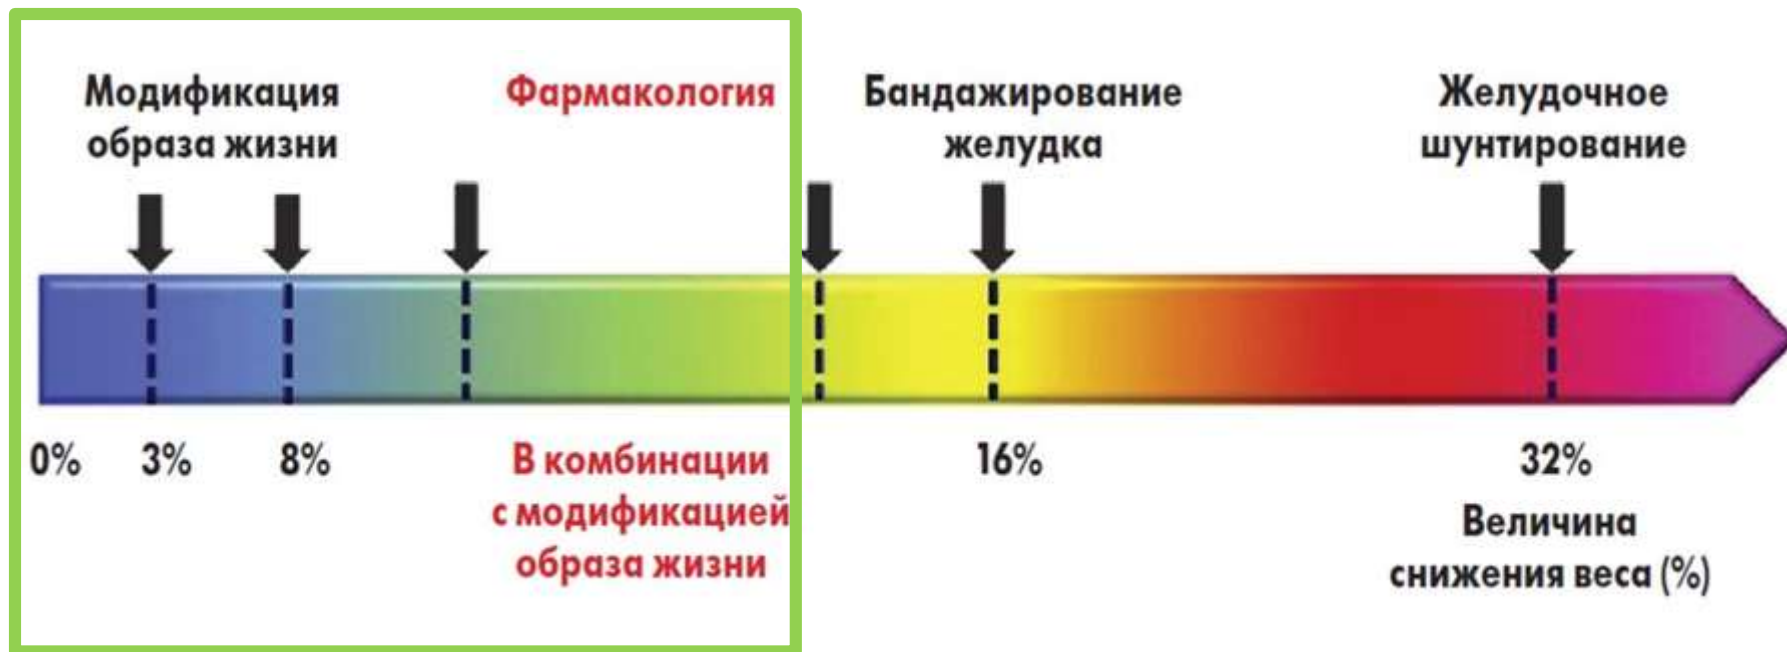 Модификация
образа жизни
Фармакология
Бандажирование
желудка
Желудочное
шунтирование
0%
3%
8%
В комбинации
с модификацией
образа жизни
16%
32%
Величина
снижения веса (%)